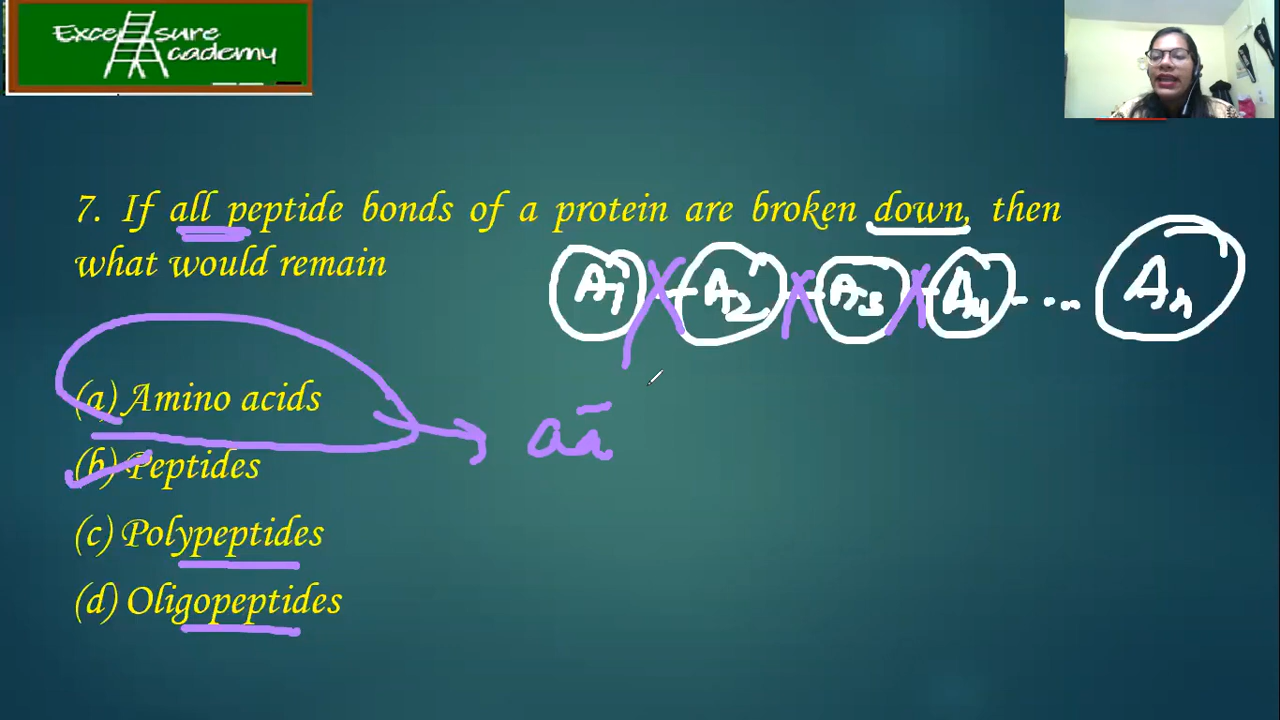 Excel sure
Academy
7. If all peptide bonds of a protein are broken down, then
what would remain
A1 - A2 - A3 - A4 - ... An
(a) Amino acids
aā
(b) Peptides
(c) Polypeptides
(d) Oligopeptides